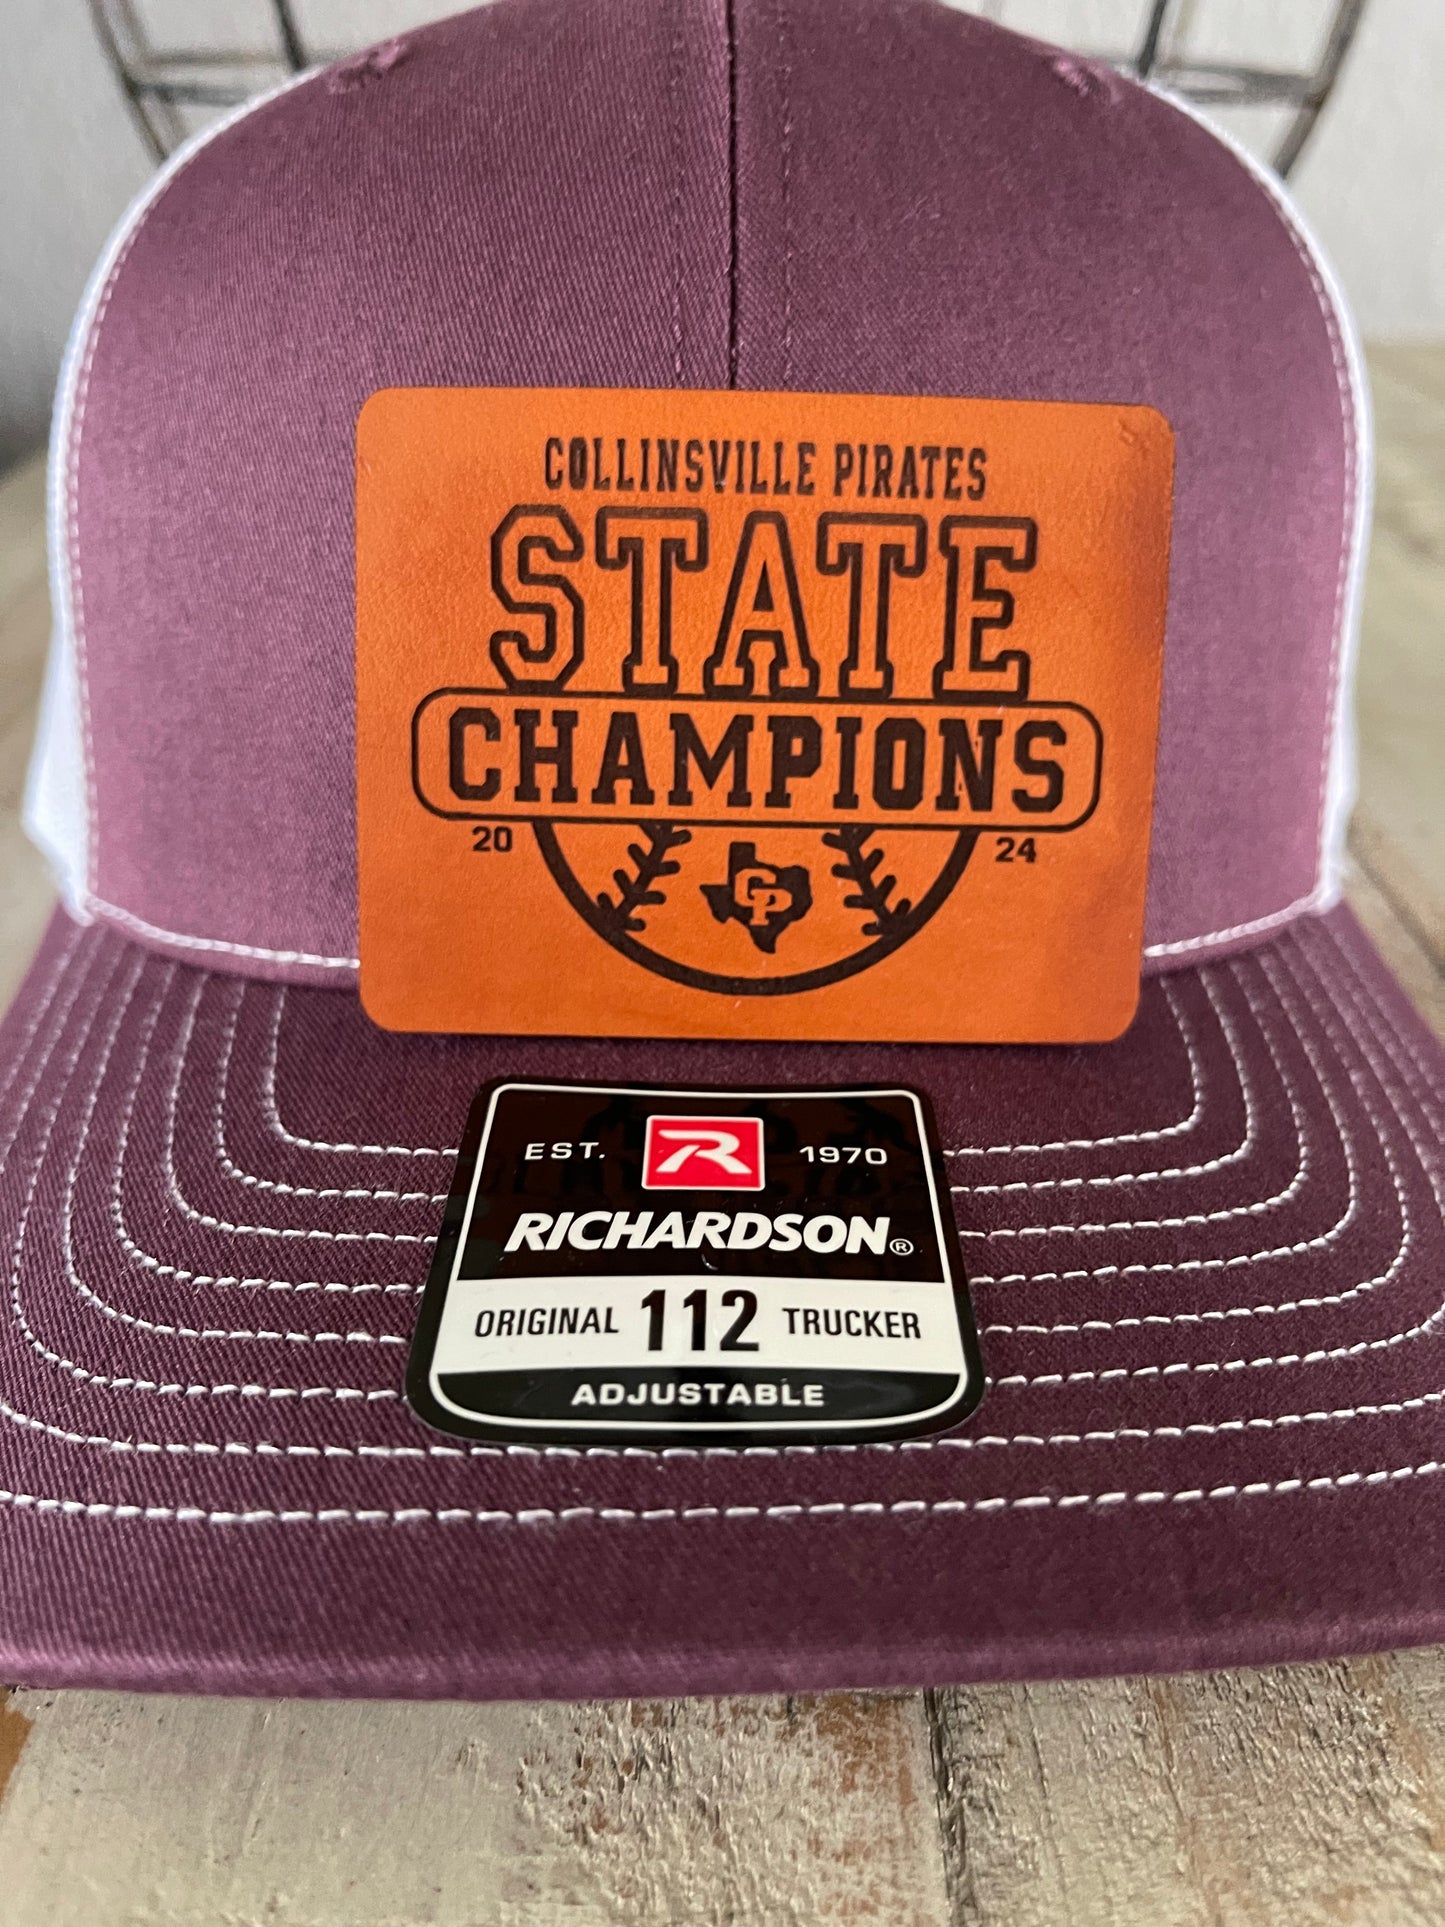 COLLINSVILLE PIRATES
STATE
CHAMPIONS
20 24
CP
EST. R 1970
RICHARDSON®
ORIGINAL 112 TRUCKER
ADJUSTABLE